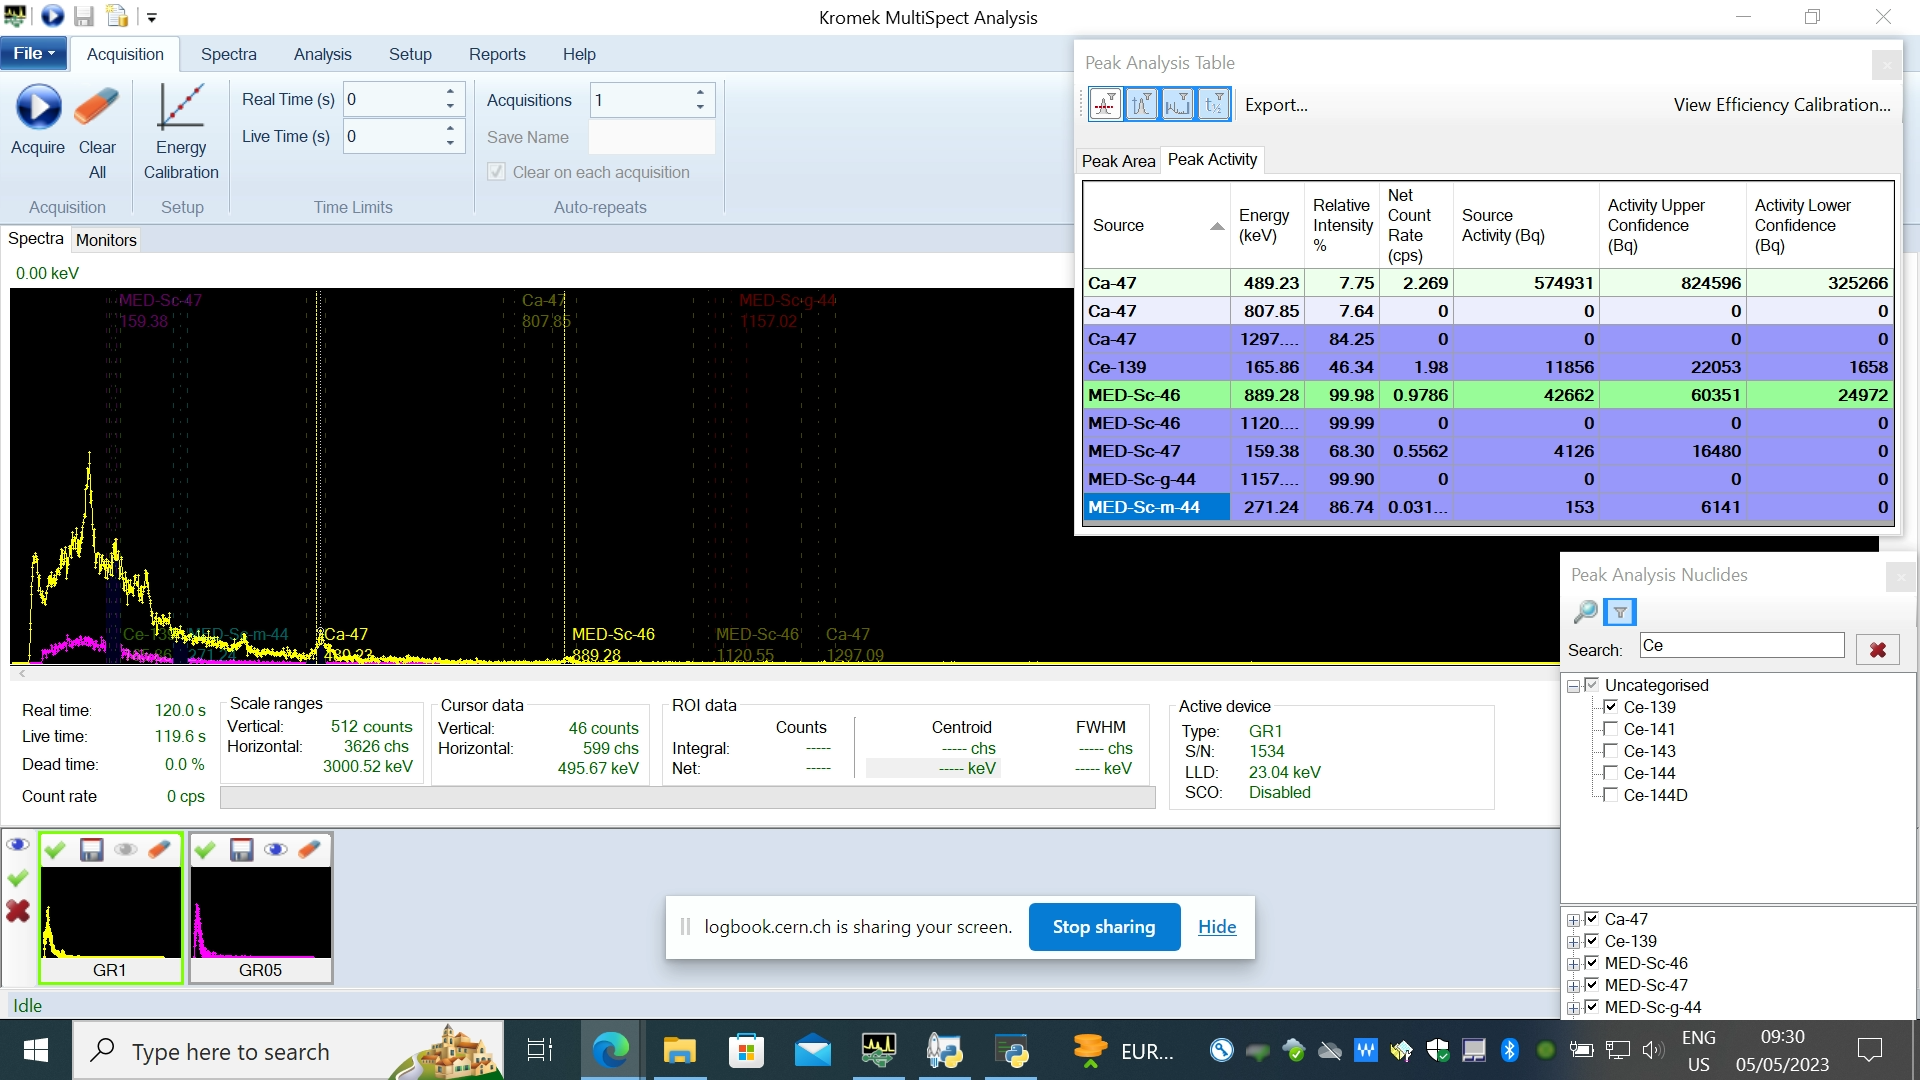 Kromek MultiSpect Analysis
File
Acquisition
Spectra
Analysis
Setup
Reports
Help
Acquire
Clear
All
Acquisition
Energy
Calibration
Setup
Real Time (s) 0
Live Time (s) 0
Time Limits
Acquisitions 1
Save Name
Clear on each acquisition
Auto-repeats
Spectra Monitors
0.00 keV
MED-Sc-47
159.38
Ca-47
807.85
MED-Sc-g-44
1157.02
MED-Sc-m-44
271.24
Ca-47
489.23
MED-Sc-46
889.28
MED-Sc-46
1120.55
Ca-47
1297.09
Peak Analysis Table
Export...
View Efficiency Calibration...
Peak Area Peak Activity
Source
Energy (keV)
Relative Intensity %
Net Count Rate (cps)
Source Activity (Bq)
Activity Upper Confidence (Bq)
Activity Lower Confidence (Bq)
Ca-47 489.23 7.75 2.269 574931 824596 325266
Ca-47 807.85 7.64 0 0 0 0
Ca-47 1297.... 84.25 0 0 0 0
Ce-139 165.86 46.34 1.98 11856 22053 1658
MED-Sc-46 889.28 99.98 0.9786 42662 60351 24972
MED-Sc-46 1120.... 99.99 0 0 0 0
MED-Sc-47 159.38 68.30 0.5562 4126 16480 0
MED-Sc-g-44 1157.... 99.90 0 0 0 0
MED-Sc-m-44 271.24 86.74 0.031... 153 6141 0
Peak Analysis Nuclides
Search: Ce
Uncategorised
Ce-139
Ce-141
Ce-143
Ce-144
Ce-144D
Ca-47
Ce-139
MED-Sc-46
MED-Sc-47
MED-Sc-g-44
Real time: 120.0 s
Live time: 119.6 s
Dead time: 0.0 %
Count rate 0 cps
Scale ranges
Vertical: 512 counts
Horizontal: 3626 chs
3000.52 keV
Cursor data
Vertical: 46 counts
Horizontal: 599 chs
495.67 keV
ROI data
Counts Centroid FWHM
Integral: ----- ----- chs ----- chs
Net: ----- ----- keV ----- keV
Active device
Type: GR1
S/N: 1534
LLD: 23.04 keV
SCO: Disabled
GR1
GR05
logbook.cern.ch is sharing your screen.
Stop sharing
Hide
Idle
Type here to search
EUR...
ENG
US
09:30
05/05/2023